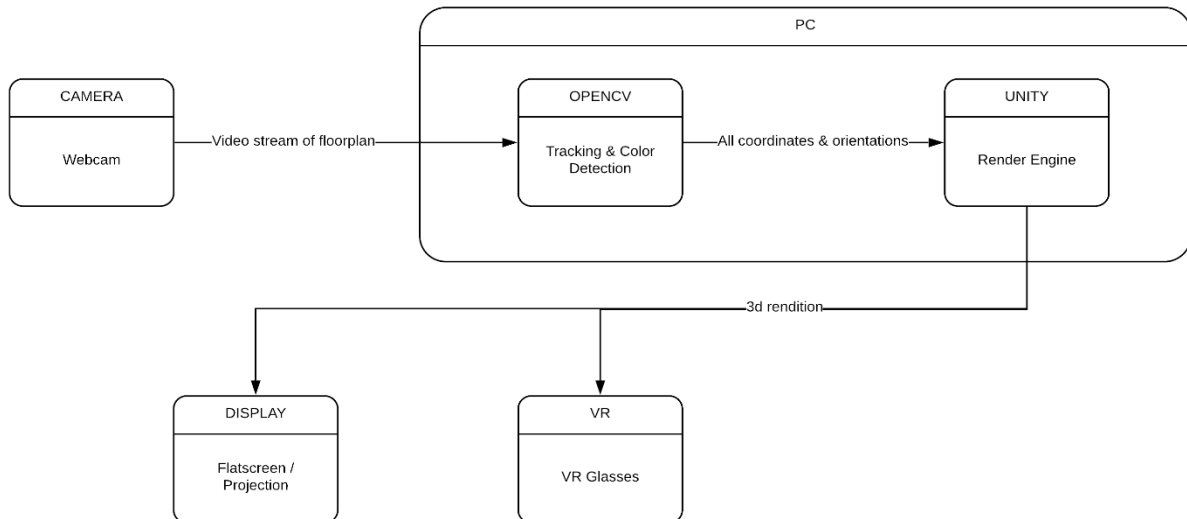 PC
CAMERA
Webcam
Video stream of floorplan
OPENCV
Tracking & Color
Detection
All coordinates & orientations
UNITY
Render Engine
3d rendition
DISPLAY
Flatscreen /
Projection
VR
VR Glasses